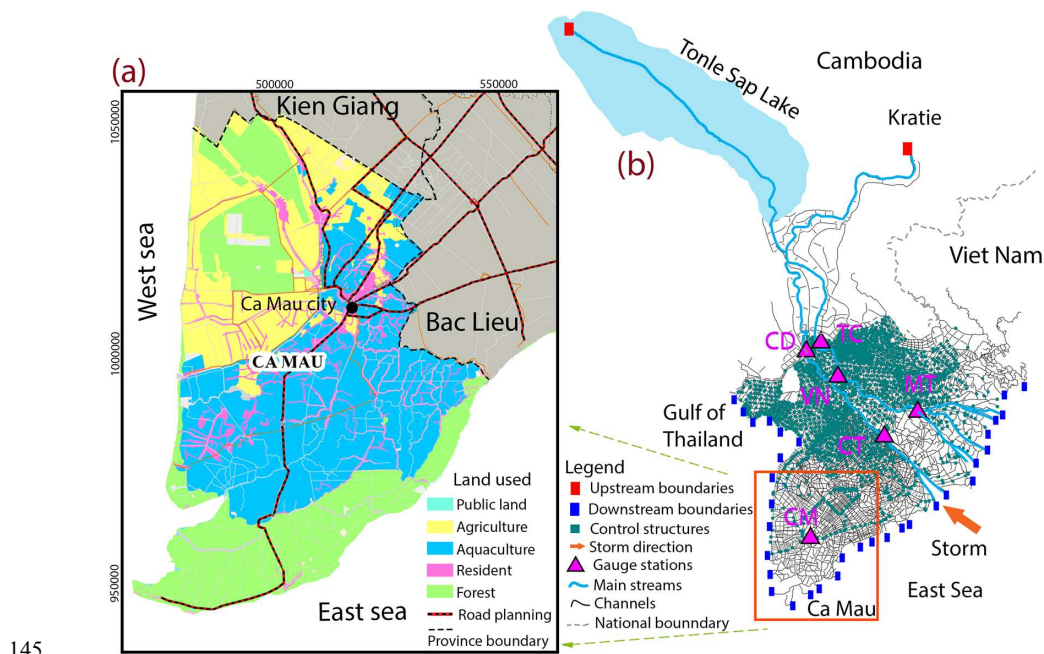 (a)
500000
550000
10500000
10000000
9500000
Kien Giang
West sea
Ca Mau city
CA MAU
Bac Lieu
East sea
Land used
Public land
Agriculture
Aquaculture
Resident
Forest
Road planning
Province boundary
(b)
Tonle Sap Lake
Cambodia
Kratie
Viet Nam
CD
TC
VN
MT
CT
CM
Gulf of
Thailand
Legend
Upstream boundaries
Downstream boundaries
Control structures
Storm direction
Gauge stations
Main streams
Channels
National bounndary
Storm
East Sea
Ca Mau
145